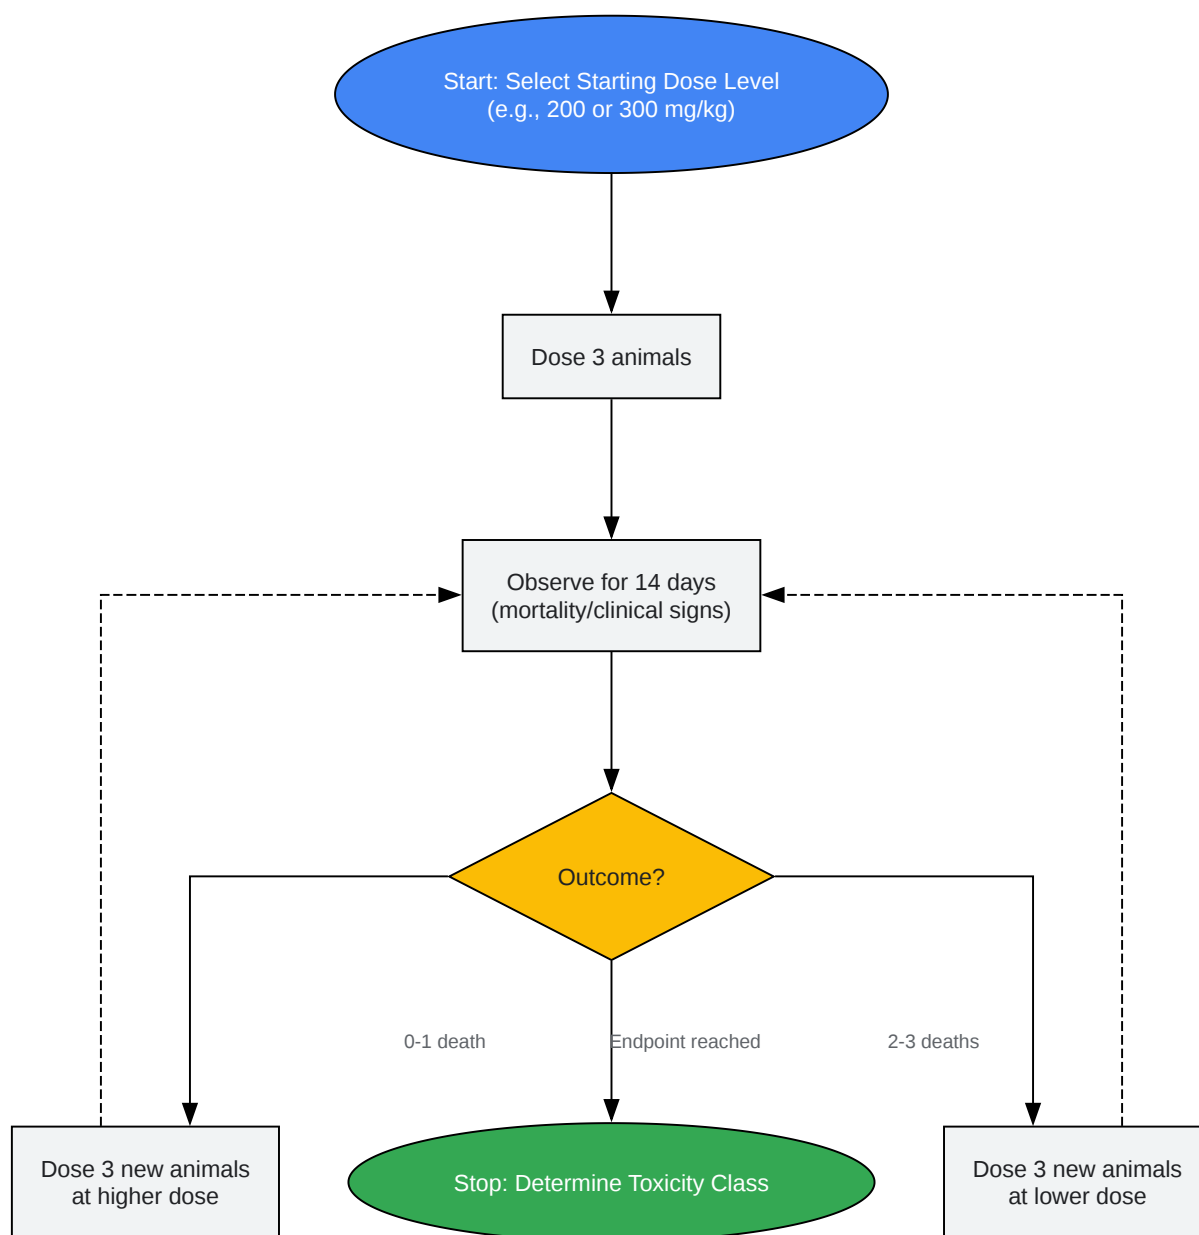 Start: Select Starting Dose Level
(e.g., 200 or 300 mg/kg)
Dose 3 animals
Observe for 14 days
(mortality/clinical signs)
Outcome?
0-1 death
Endpoint reached
2-3 deaths
Dose 3 new animals
at higher dose
Stop: Determine Toxicity Class
Dose 3 new animals
at lower dose